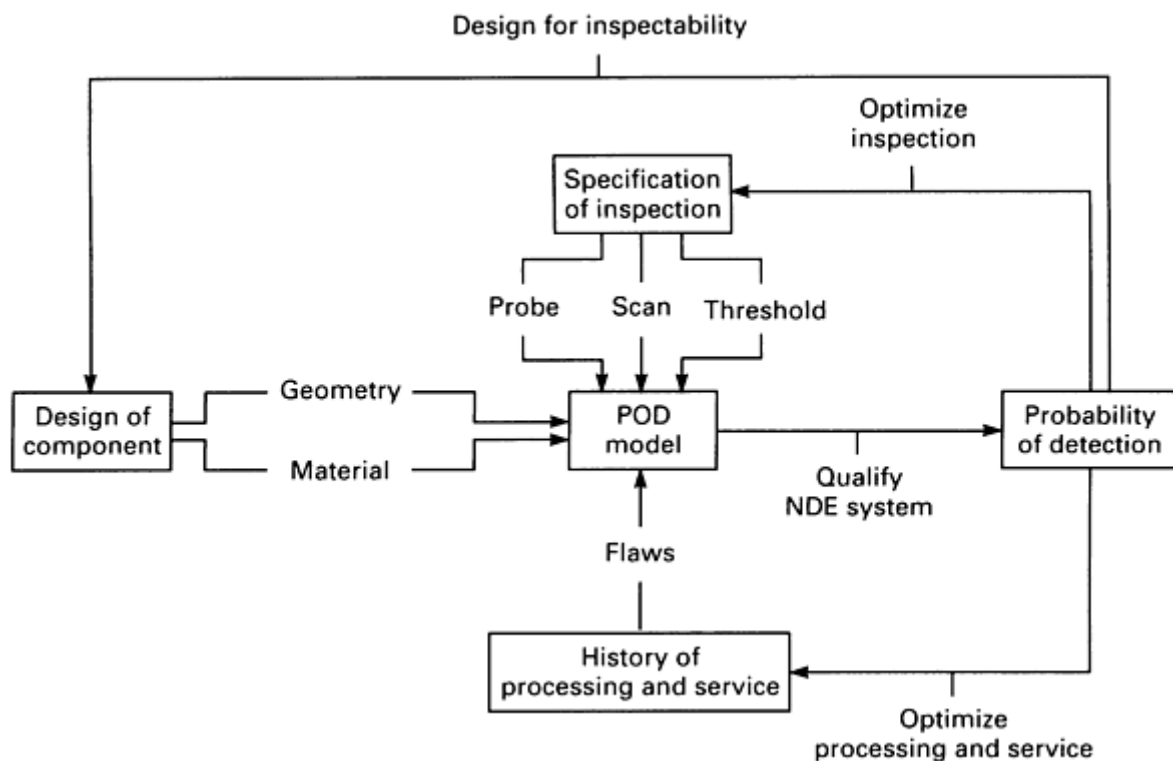 Design for inspectability
Optimize
inspection
Specification
of inspection
Probe
Scan
Threshold
Geometry
Design of
component
Material
POD
model
Probability
of detection
Qualify
NDE system
Flaws
History of
processing and service
Optimize
processing and service